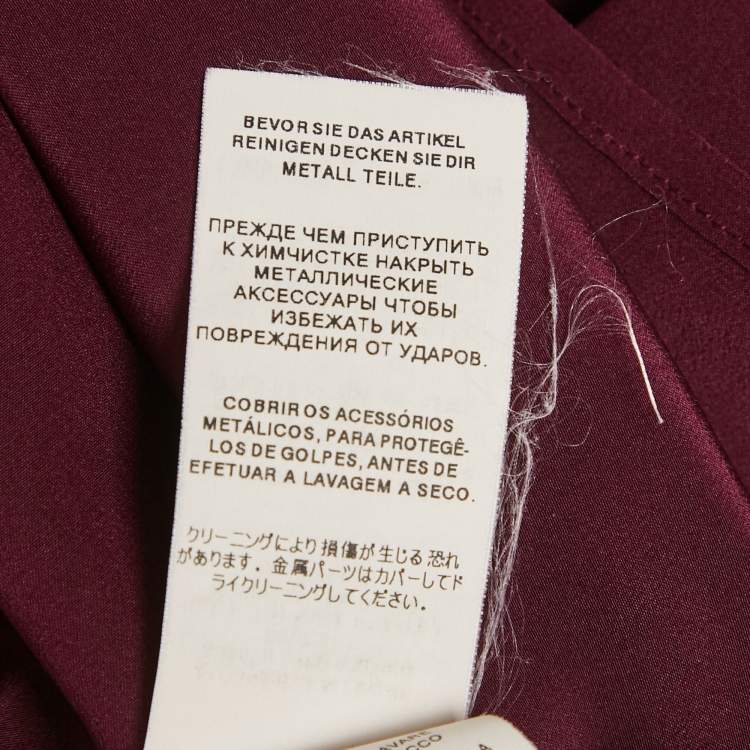 BEVOR SIE DAS ARTIKEL
REINIGEN DECKEN SIE DIR
METALL TEILE.
ПРЕЖДЕ ЧЕМ ПРИСТУПИТЬ
К ХИМЧИСТКЕ НАКРЫТЬ
МЕТАЛЛИЧЕСКИЕ
АКСЕССУАРЫ ЧТОБЫ
ИЗБЕЖАТЬ ИХ
ПОВРЕЖДЕНИЯ ОТ УДАРОВ.
COBRIR OS ACESSÓRIOS
METÁLICOS, PARA PROTEGÊ-
LOS DE GOLPES, ANTES DE
EFETUAR A LAVAGEM A SECO.
クリーニングにより損傷が生じる恐れ
があります. 金属パーツはカバーしてド
ライクリーニングしてください.